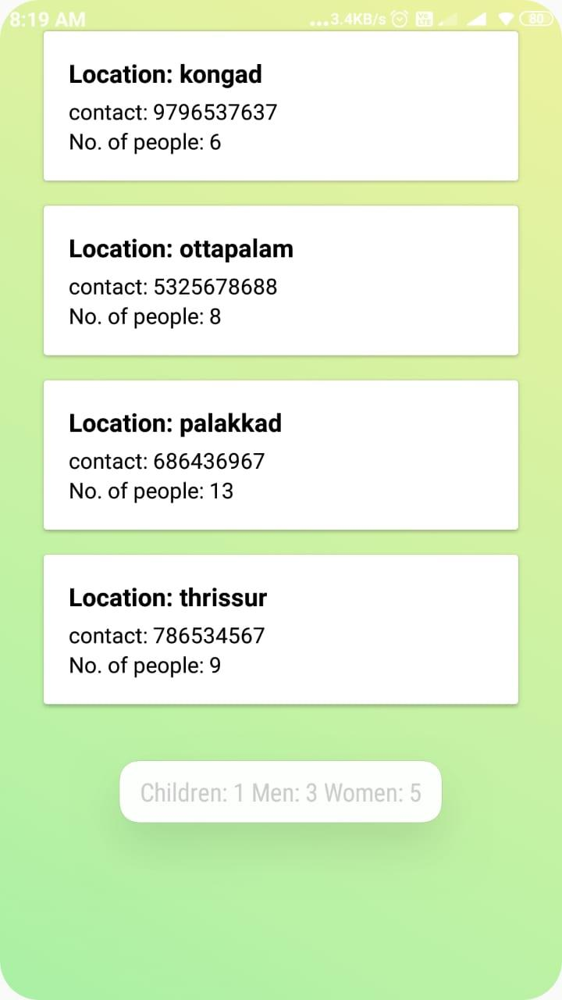 8:19 AM ...3.4KB/s Vo LTE 80
Location: kongad
contact: 9796537637
No. of people: 6
Location: ottapalam
contact: 5325678688
No. of people: 8
Location: palakkad
contact: 686436967
No. of people: 13
Location: thrissur
contact: 786534567
No. of people: 9
Children: 1 Men: 3 Women: 5